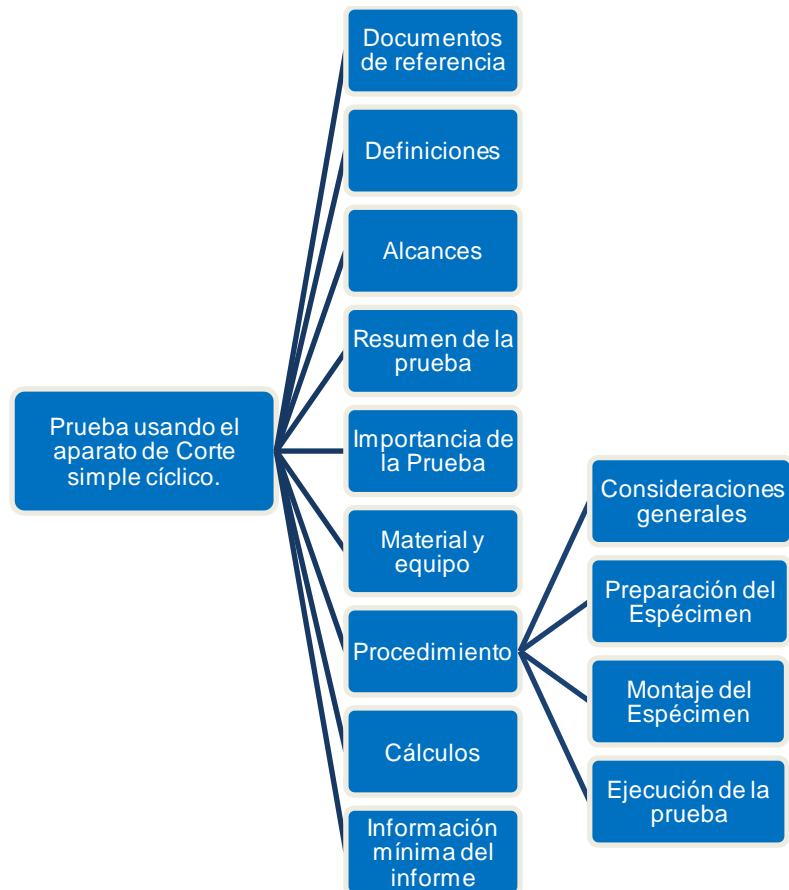 Prueba usando el
aparato de Corte
simple cíclico.
Documentos
de referencia
Definiciones
Alcances
Resumen de la
prueba
Importancia de
la Prueba
Material y
equipo
Procedimiento
Consideraciones
generales
Preparación del
Espécimen
Montaje del
Espécimen
Ejecución de la
prueba
Cálculos
Información
mínima del
informe